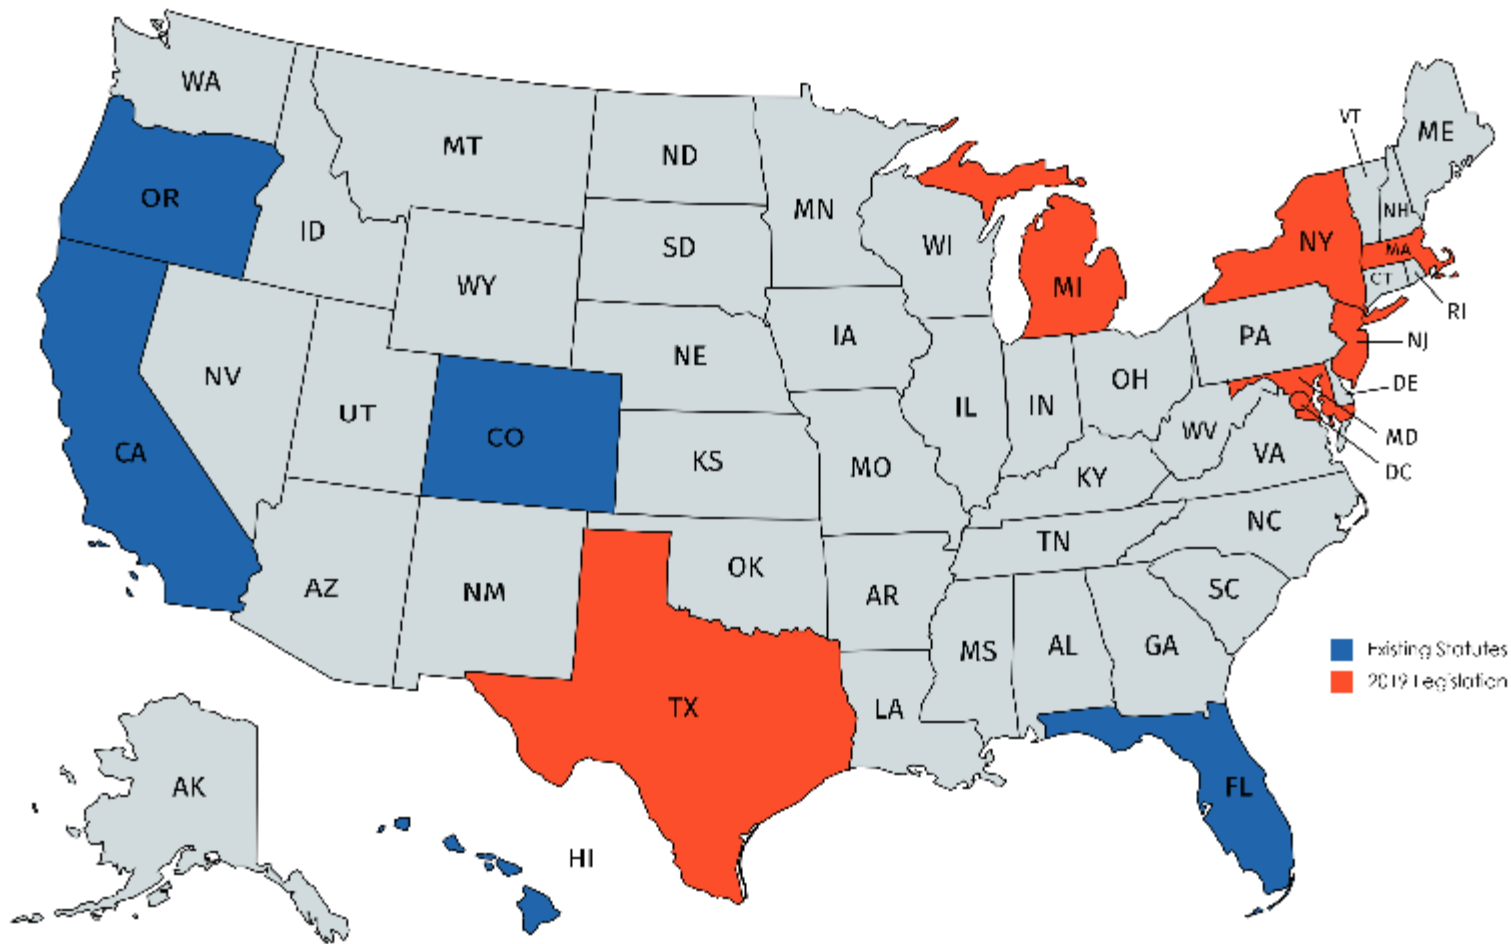 WA
OR
CA
ID
NV
MT
WY
UT
CO
AZ
NM
ND
SD
NE
KS
OK
TX
MN
IA
MO
AR
LA
WI
IL
MI
IN
OH
KY
TN
MS
AL
GA
FL
SC
NC
VA
WV
PA
NY
VT
NH
ME
MA
CT
RI
NJ
DE
MD
DC
AK
HI
Existing Statutes
2019 Legislation